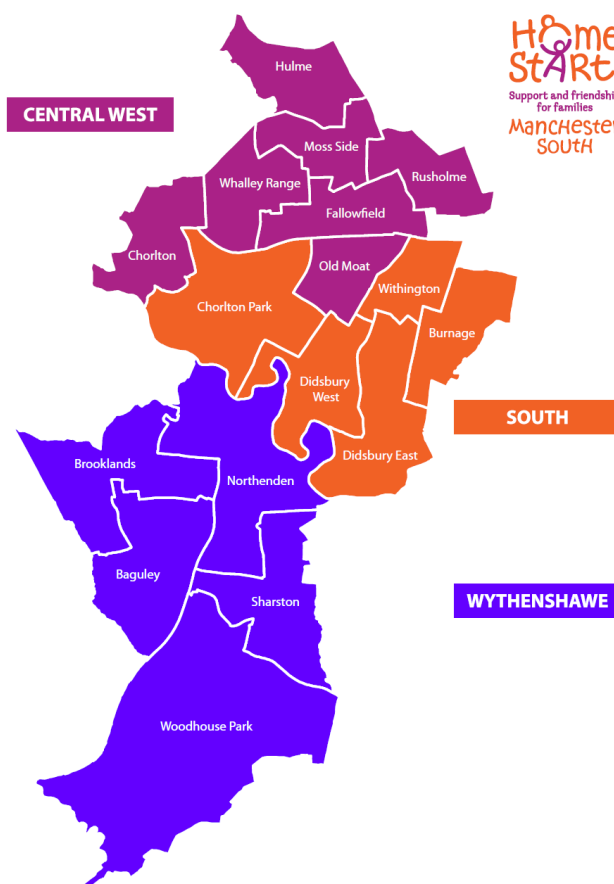 HOme
StARt
Support and friendship
for families
MancHester
SOUTH
CENTRAL WEST
Hulme
Moss Side
Whalley Range
Rusholme
Fallowfield
Chorlton
Old Moat
Withington
Chorlton Park
Burnage
Didsbury
West
SOUTH
Didsbury East
Brooklands
Northenden
Baguley
Sharston
WYTHENSHAWE
Woodhouse Park